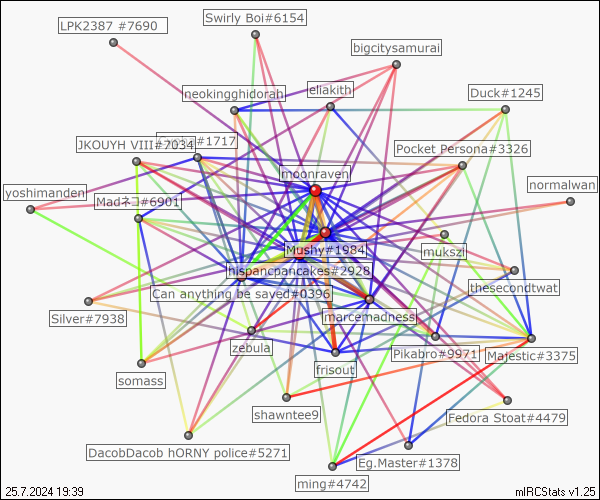 LPK2387 #7690
Swirly Boi#6154
bigcitysamurai
neokingghidorah
eliakith
Duck#1245
JKOUYH VIII#7034
#1717
Pocket Persona#3326
moonraven
yoshimanden
Madネコ#6901
normalwan
Mushy#1984
mukszi
hispancpancakes#2928
Can anything be saved#0396
thesecondtwat
Silver#7938
marcemadness
zebula
frisout
Pikabro#9971
Majestic#3375
somass
shawntee9
Fedora Stoat#4479
DacobDacob hORNY police#5271
Eg.Master#1378
ming#4742
25.7.2024 19:39
mIRCStats v1.25